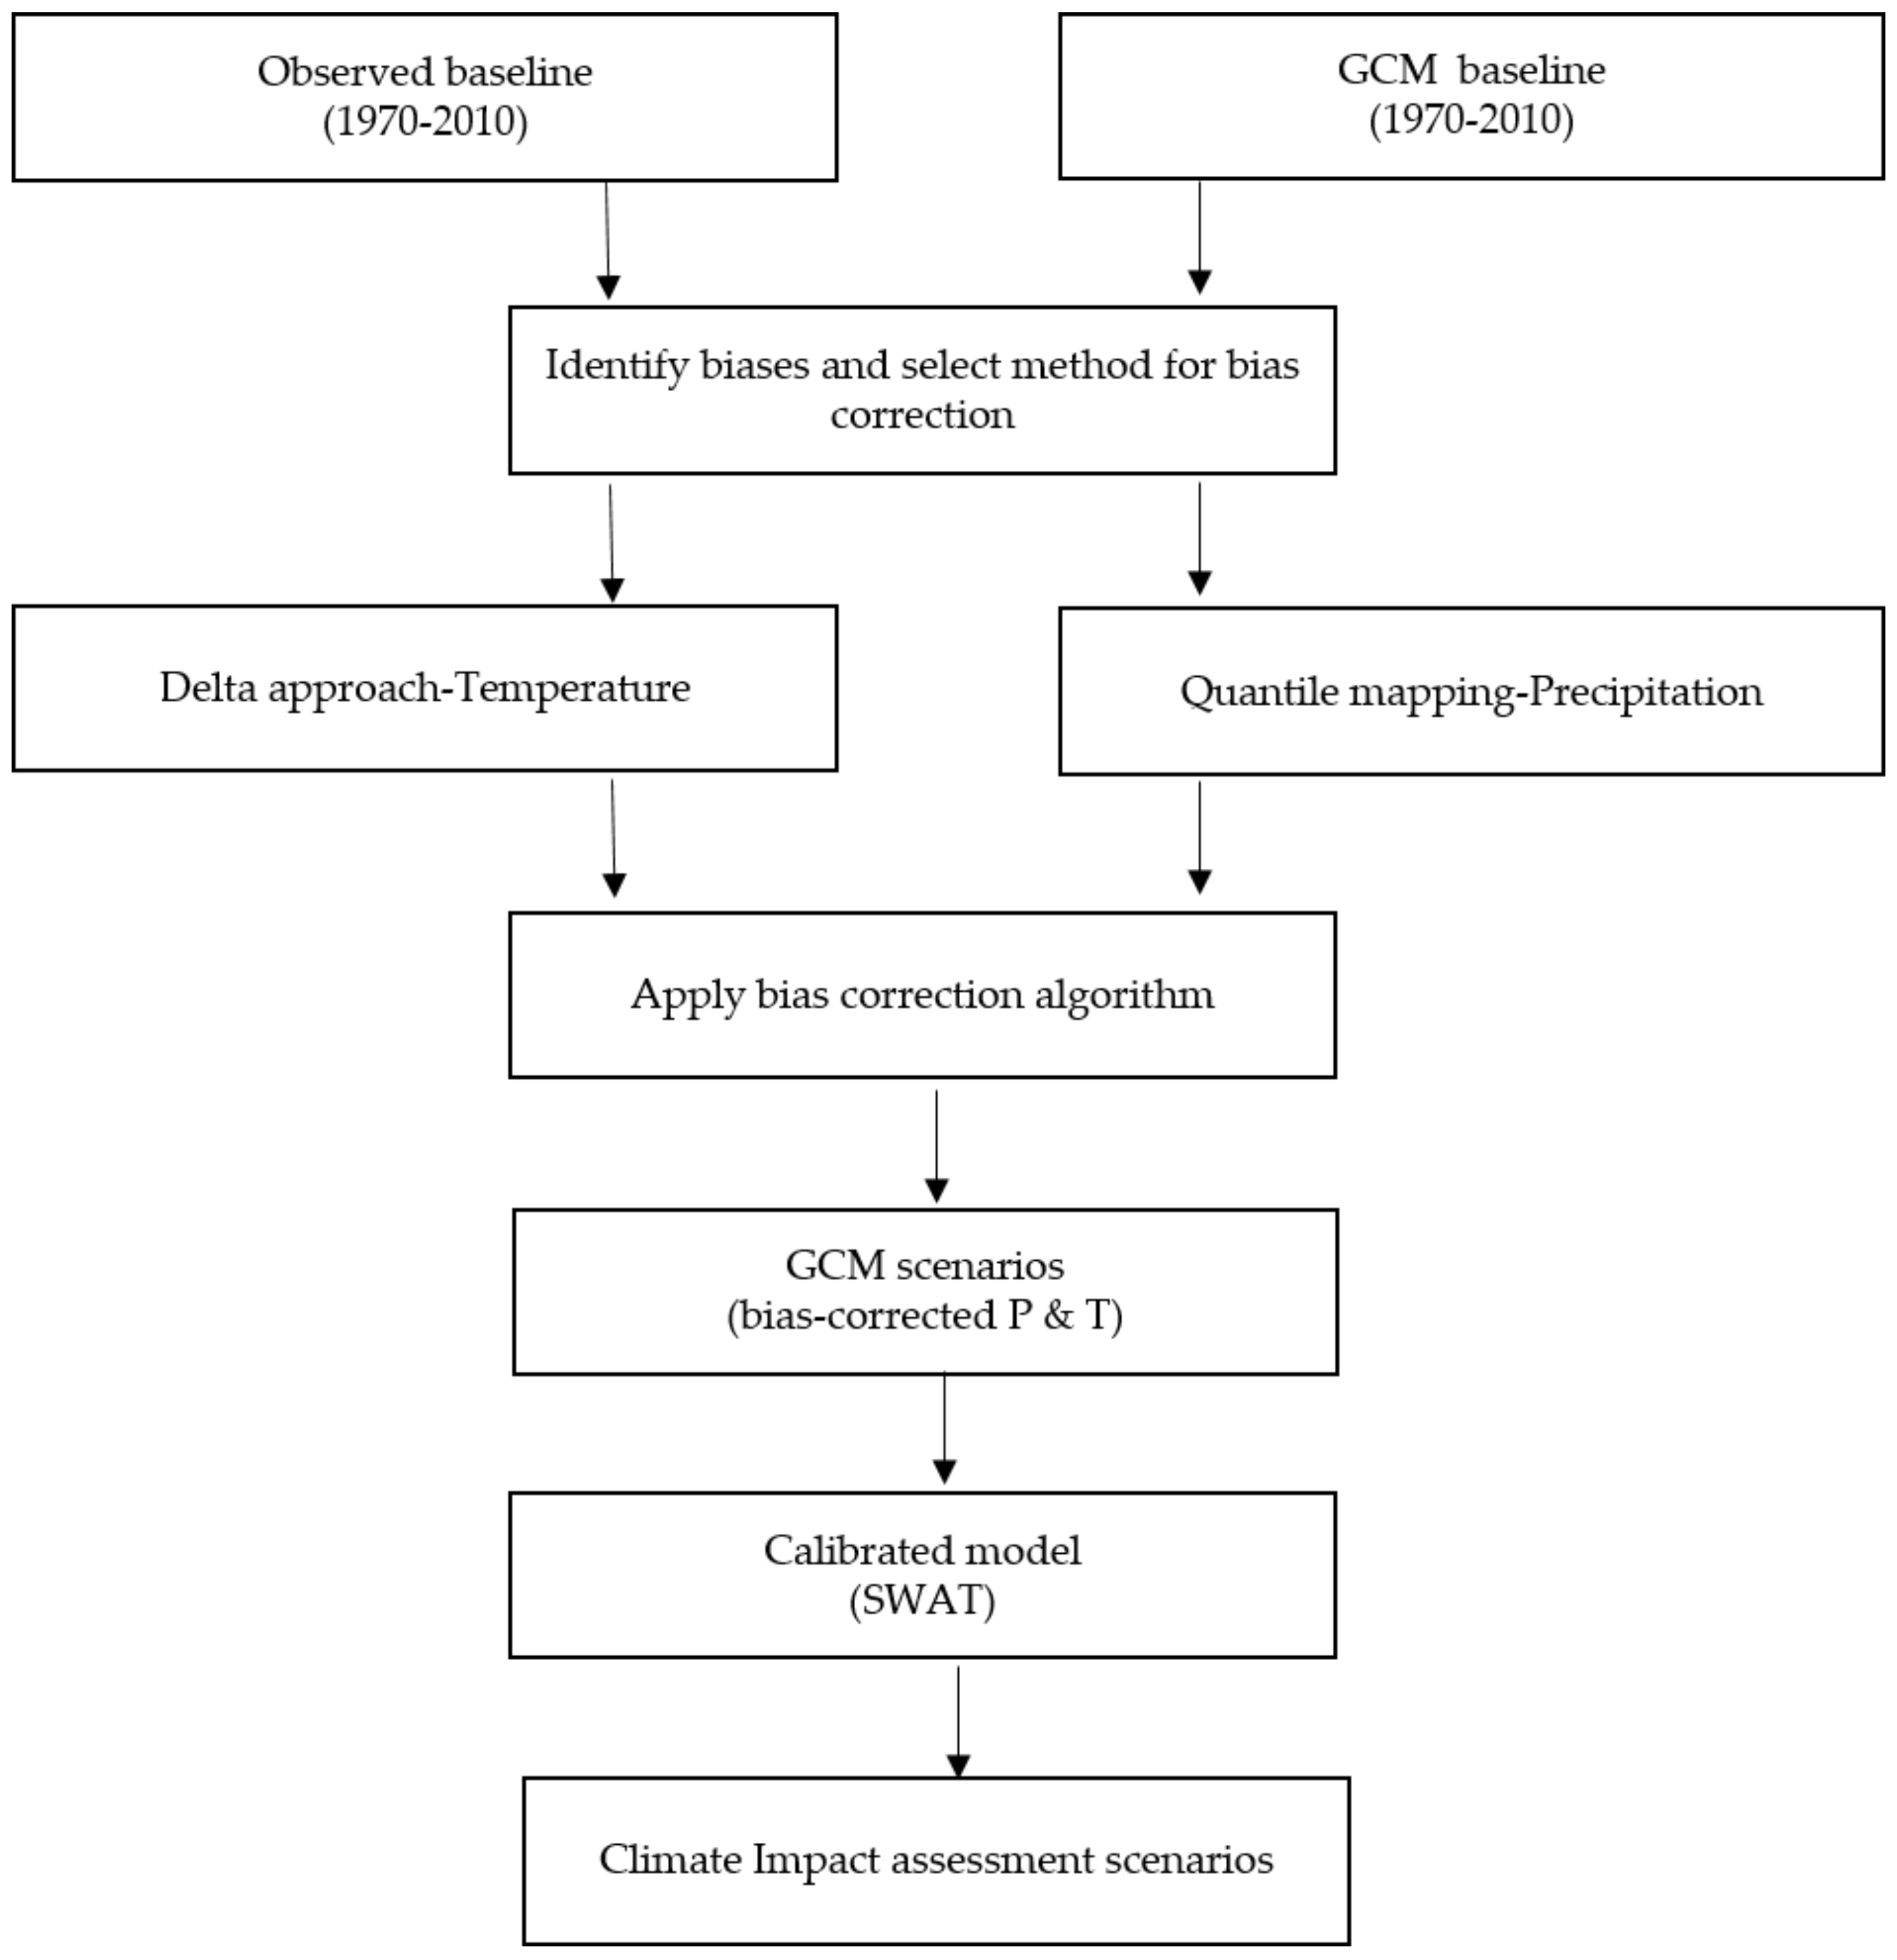 Observed baseline
(1970-2010)
GCM baseline
(1970-2010)
Identify biases and select method for bias
correction
Delta approach-Temperature
Quantile mapping-Precipitation
Apply bias correction algorithm
GCM scenarios
(bias-corrected P & T)
Calibrated model
(SWAT)
Climate Impact assessment scenarios